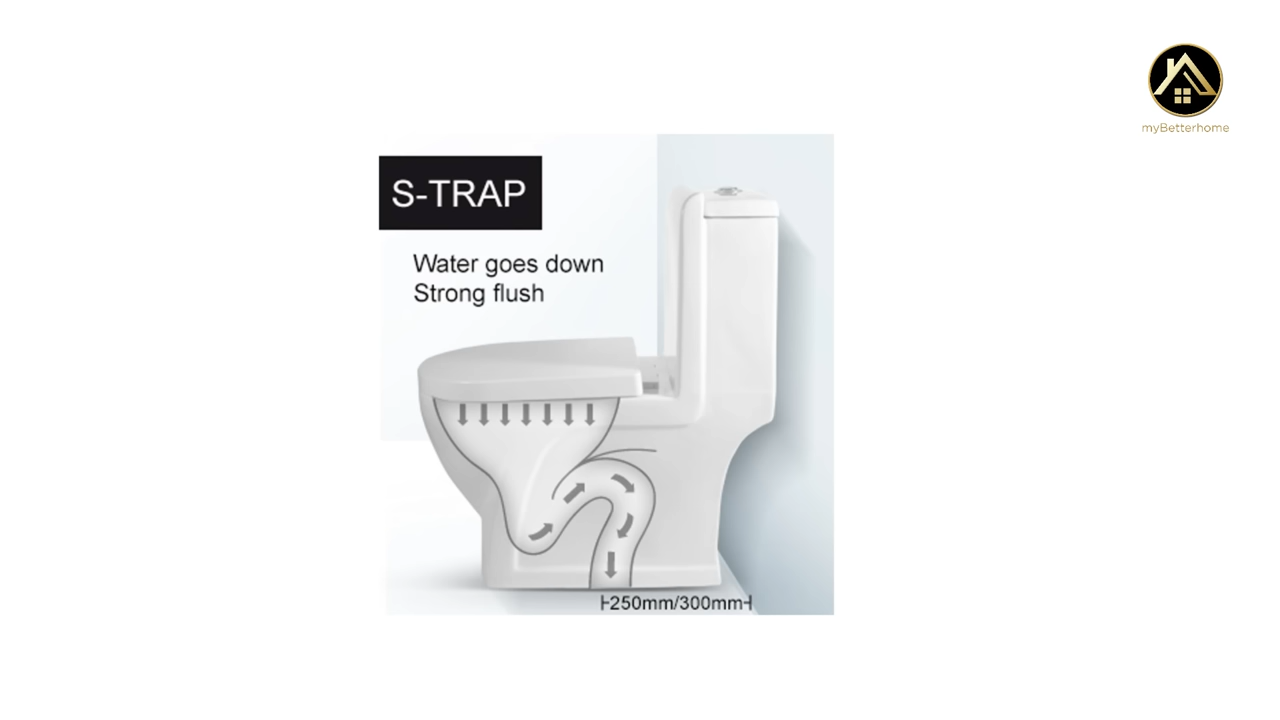 myBetterhome
S-TRAP
Water goes down
Strong flush
250mm/300mm